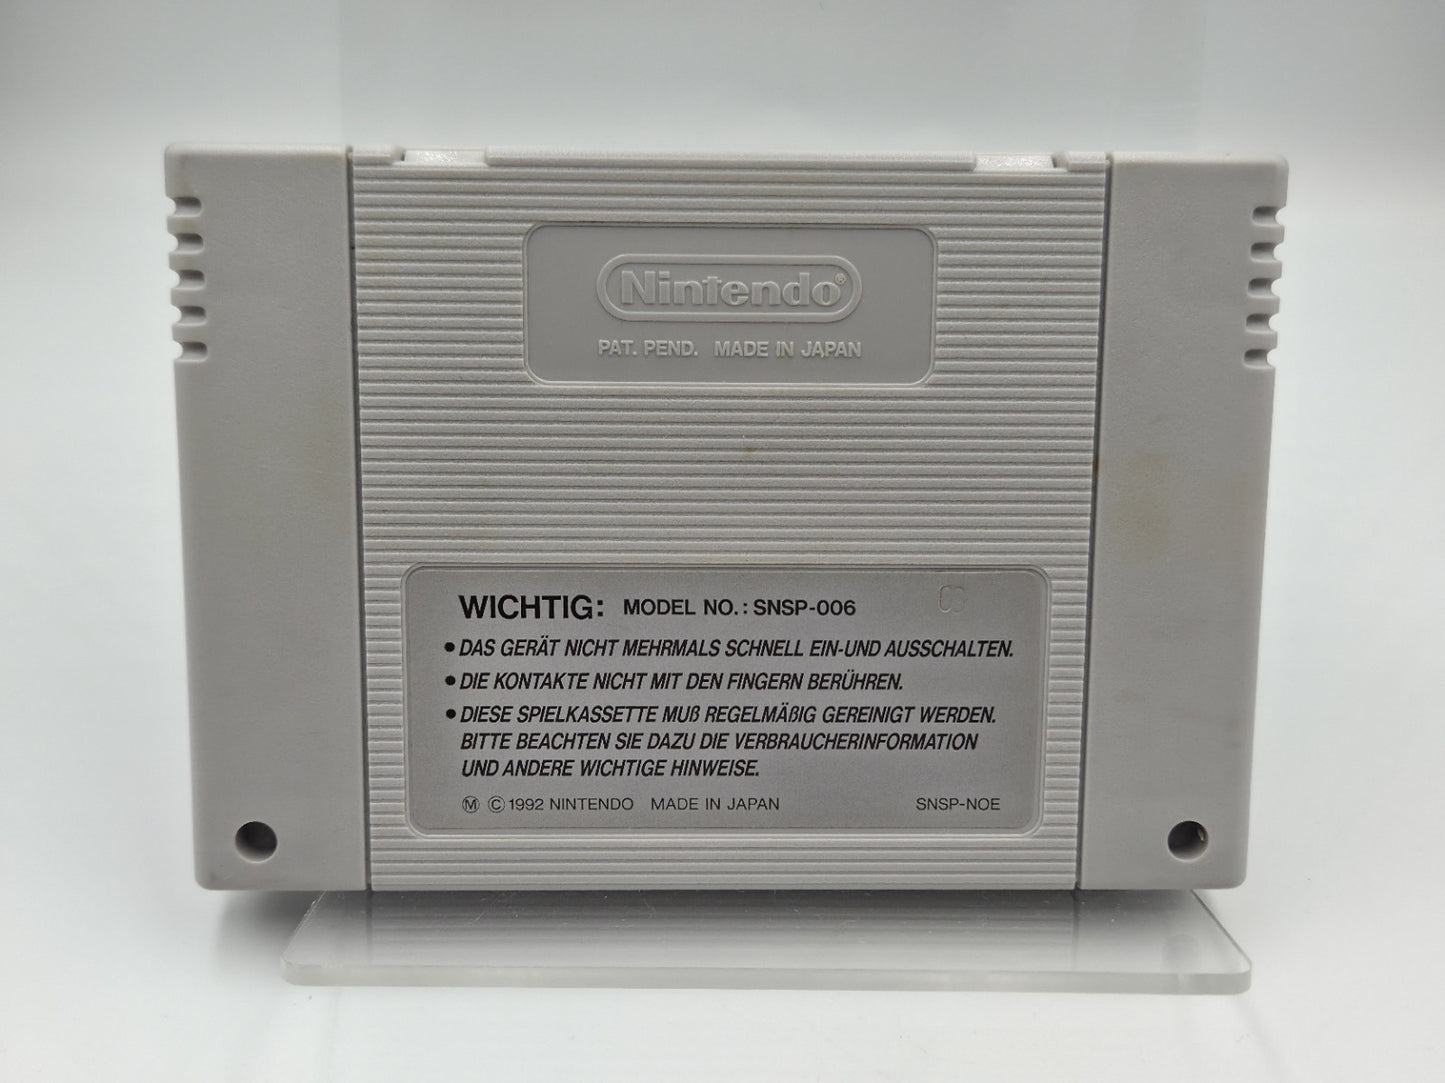 Nintendo®
PAT. PEND. MADE IN JAPAN
WICHTIG: MODEL NO.: SNSP-006
• DAS GERÄT NICHT MEHRMALS SCHNELL EIN-UND AUSSCHALTEN.
• DIE KONTAKTE NICHT MIT DEN FINGERN BERÜHREN.
• DIESE SPIELKASSETTE MUß REGELMÄßIG GEREINIGT WERDEN.
BITTE BEACHTEN SIE DAZU DIE VERBRAUCHERINFORMATION
UND ANDERE WICHTIGE HINWEISE.
Ⓜ © 1992 NINTENDO MADE IN JAPAN SNSP-NOE